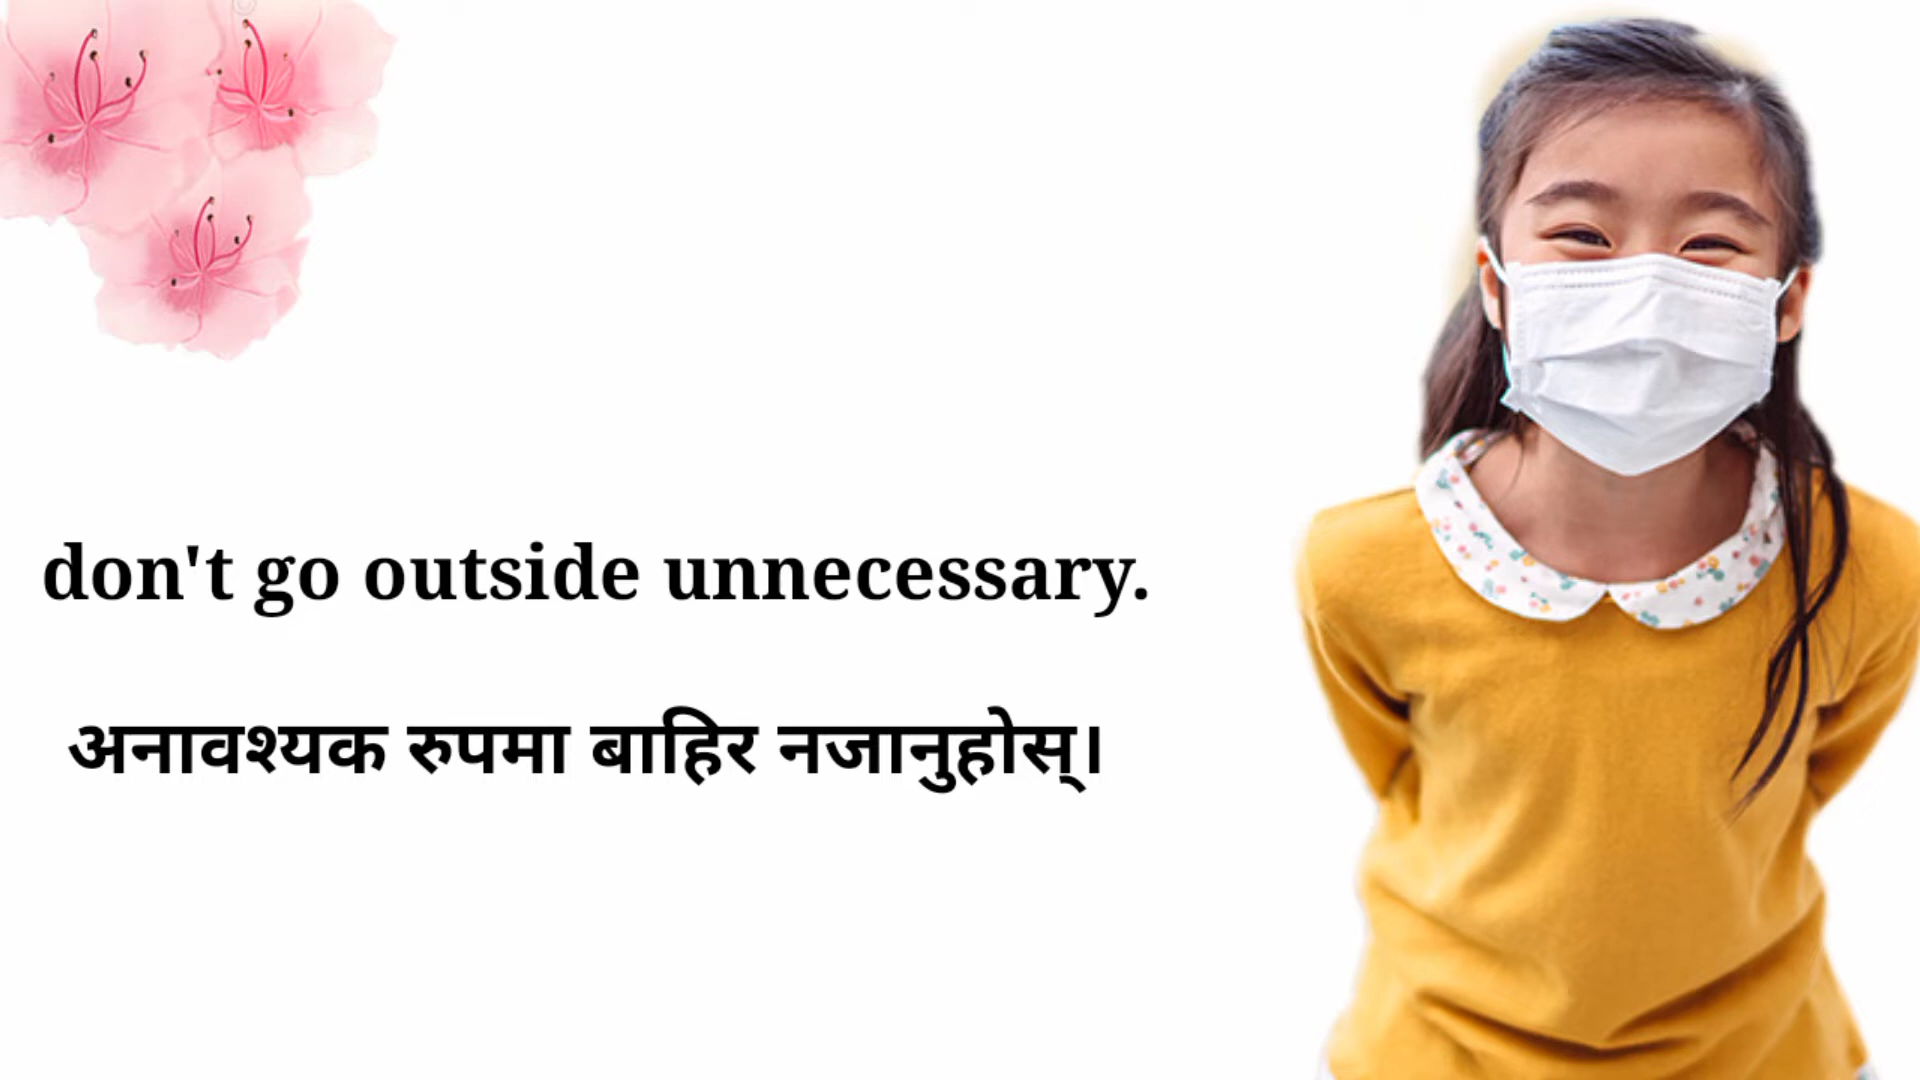 don't go outside unnecessary.
अनावश्यक रुपमा बाहिर नजानुहोस्।